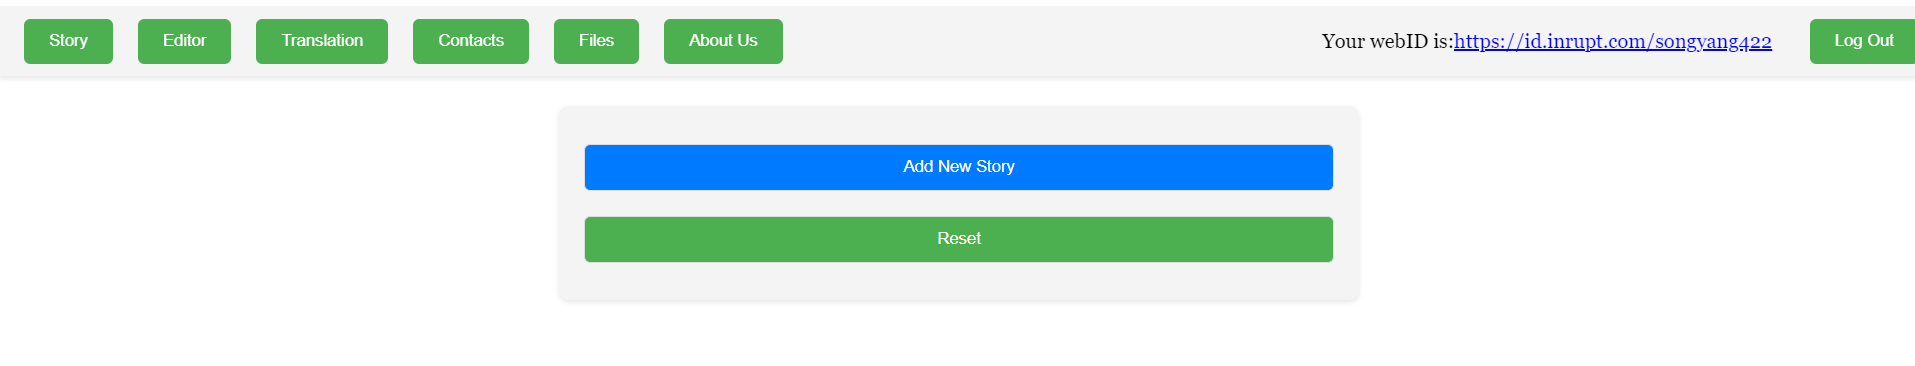 Story Editor Translation Contacts Files About Us Your webID is:https://id.inrupt.com/songyang422 Log Out
Add New Story
Reset